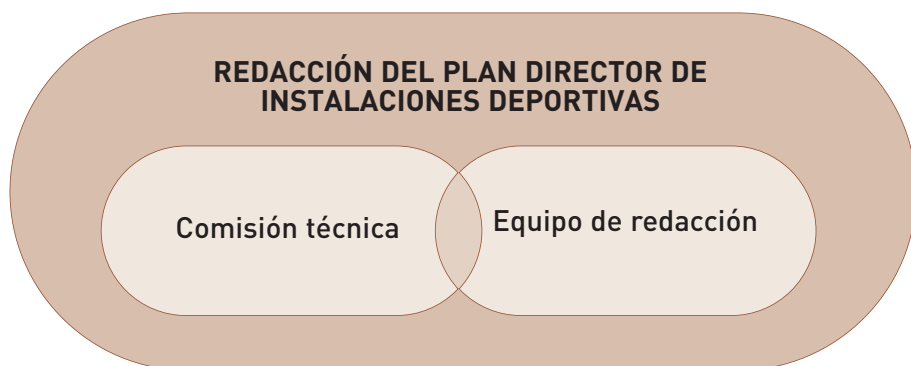 REDACCIÓN DEL PLAN DIRECTOR DE
INSTALACIONES DEPORTIVAS
Comisión técnica
Equipo de redacción